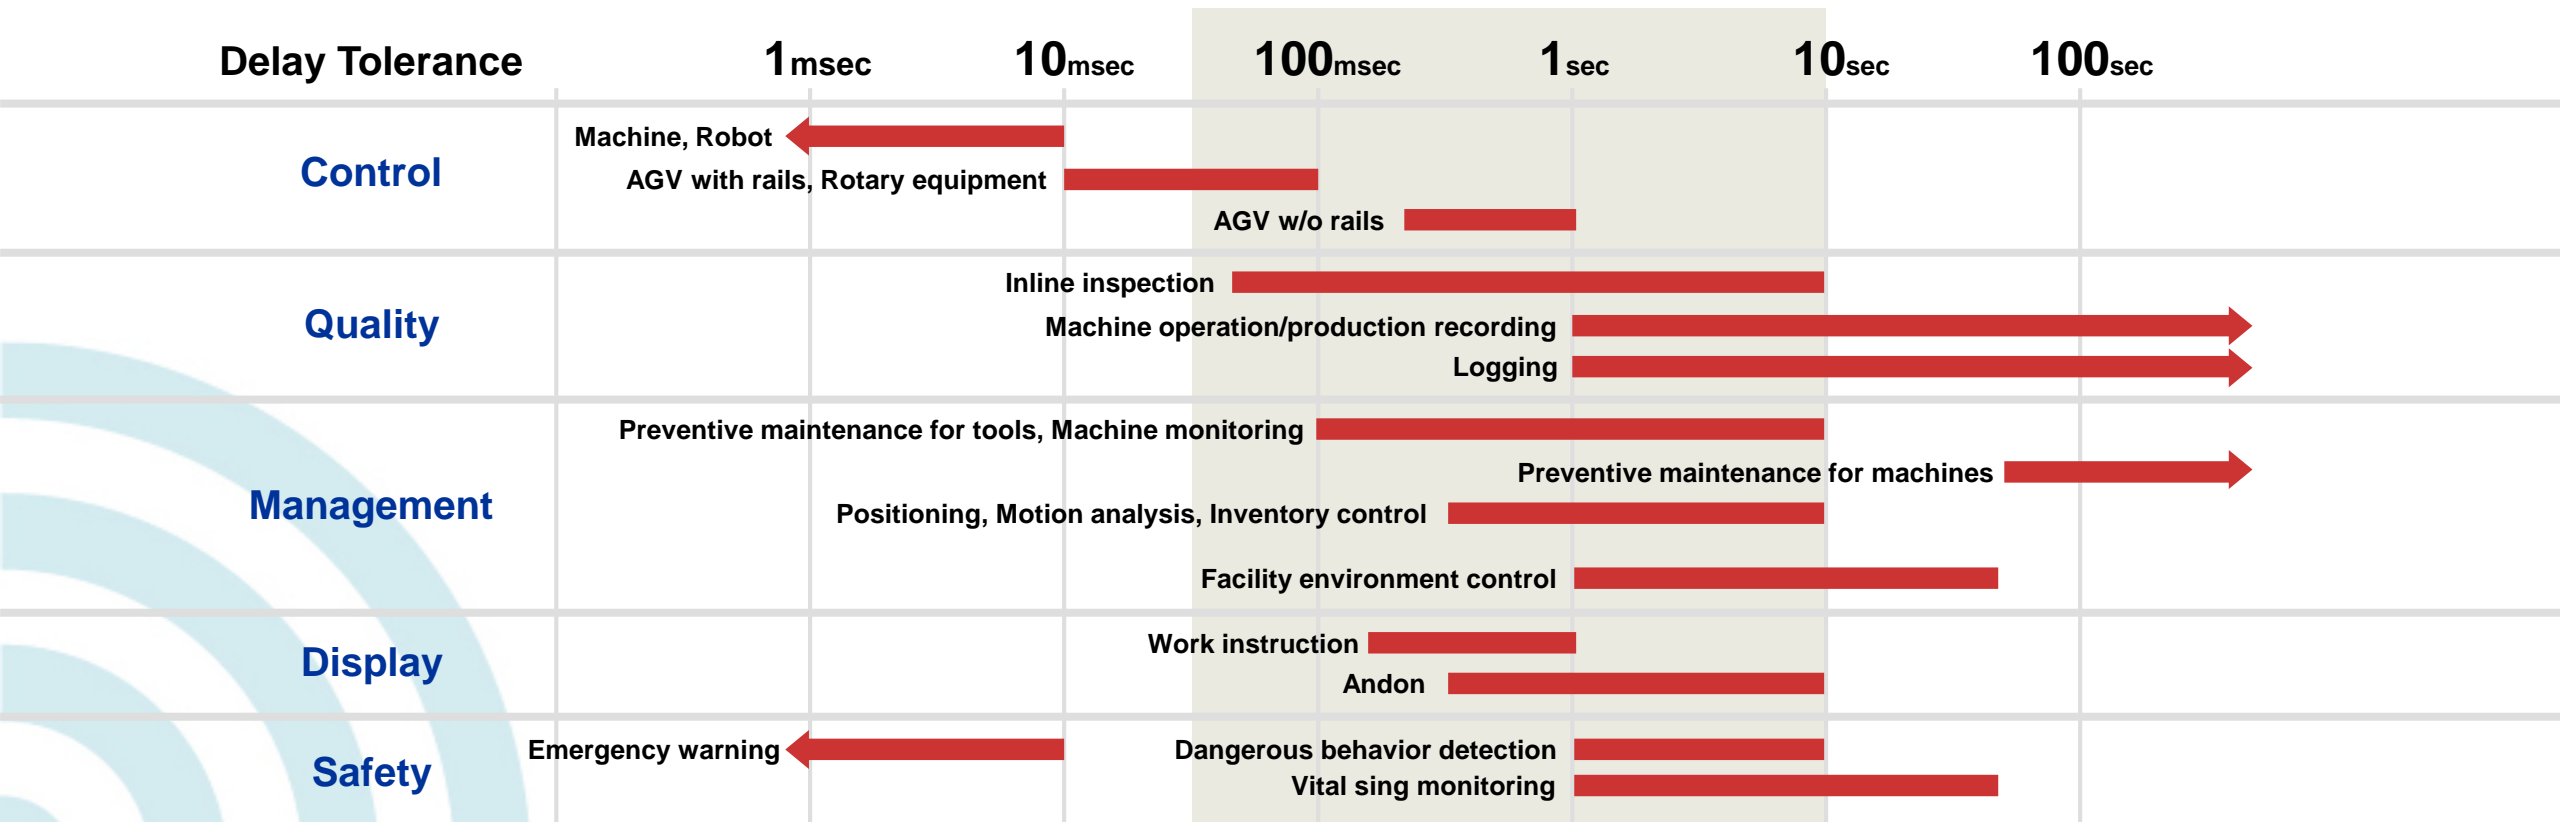 Delay Tolerance 1msec 10msec 100msec 1sec 10sec 100sec
Control
Machine, Robot
AGV with rails, Rotary equipment
AGV w/o rails
Quality
Inline inspection
Machine operation/production recording
Logging
Management
Preventive maintenance for tools, Machine monitoring
Preventive maintenance for machines
Positioning, Motion analysis, Inventory control
Facility environment control
Display
Work instruction
Andon
Safety
Emergency warning
Dangerous behavior detection
Vital sing monitoring